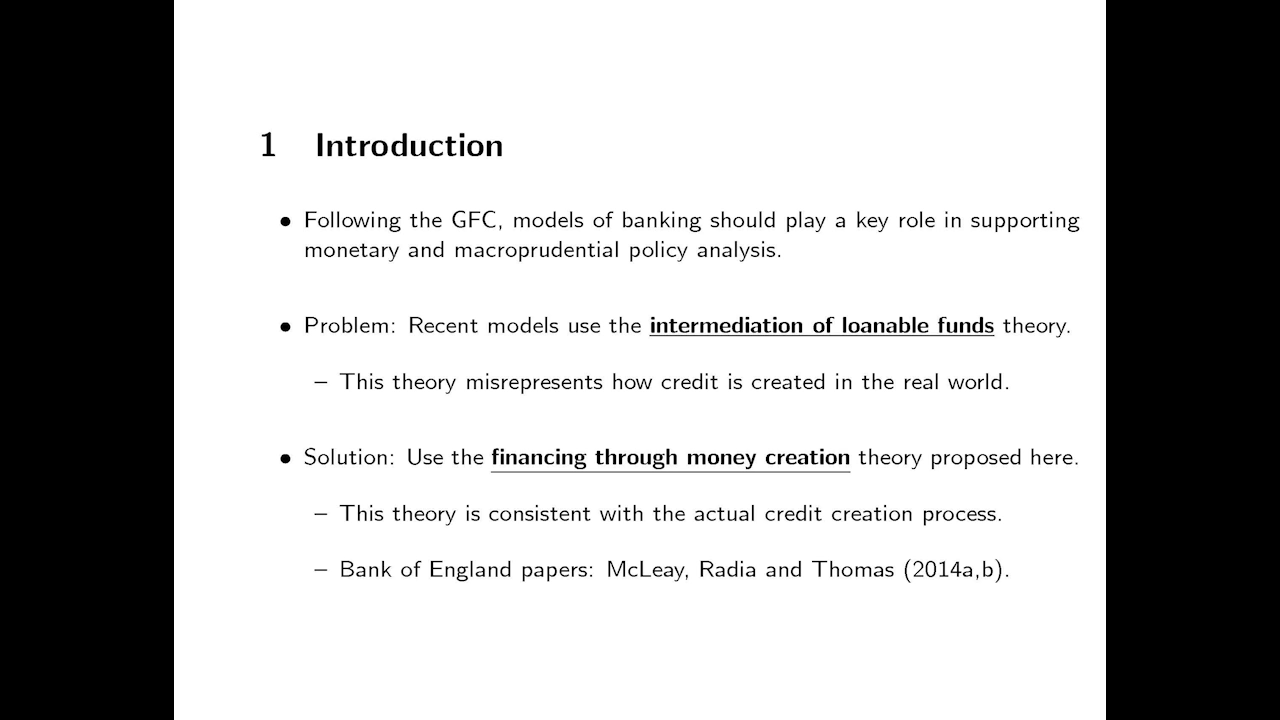 1 Introduction
• Following the GFC, models of banking should play a key role in supporting
monetary and macroprudential policy analysis.
• Problem: Recent models use the intermediation of loanable funds theory.
– This theory misrepresents how credit is created in the real world.
• Solution: Use the financing through money creation theory proposed here.
– This theory is consistent with the actual credit creation process.
– Bank of England papers: McLeay, Radia and Thomas (2014a,b).